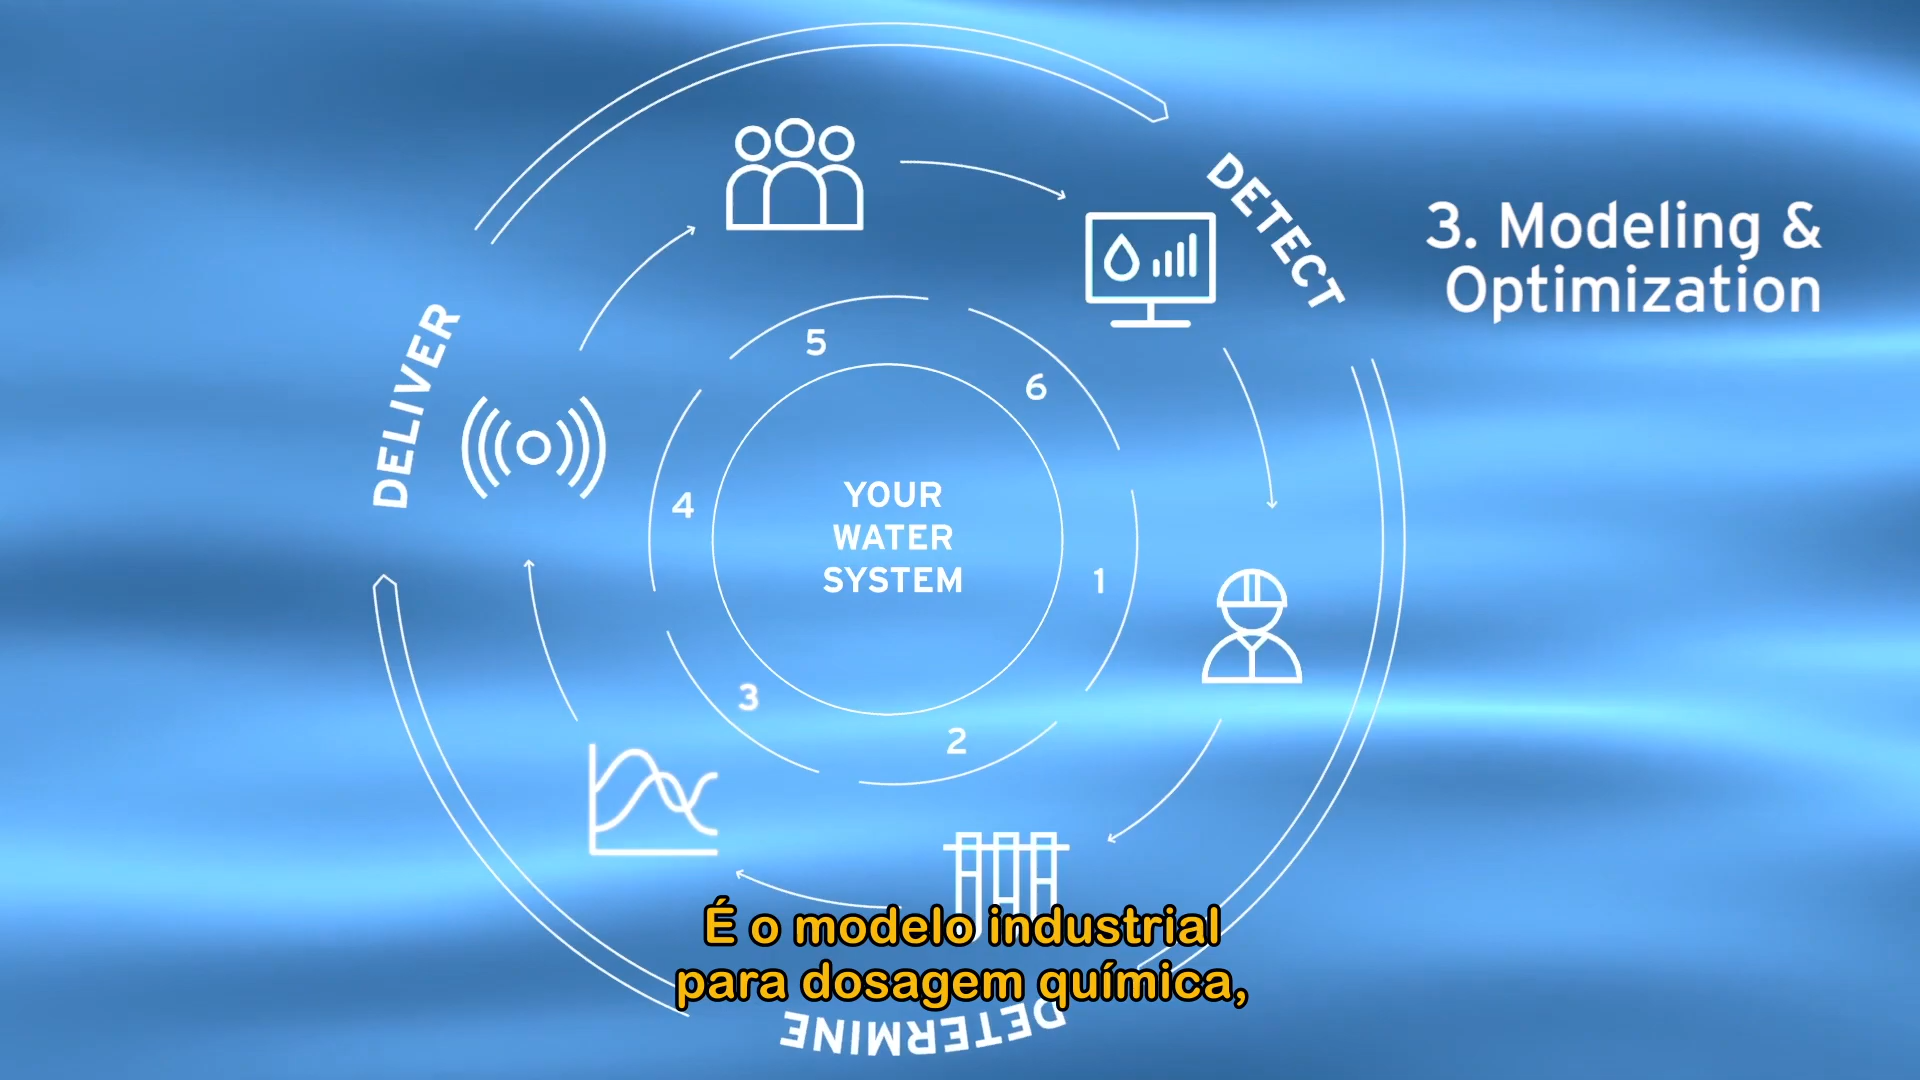 DETECT
3. Modeling &
Optimization
DELIVER
5
6
4
YOUR
WATER
SYSTEM
1
3
2
É o modelo industrial
para dosagem química,
DETERMINE